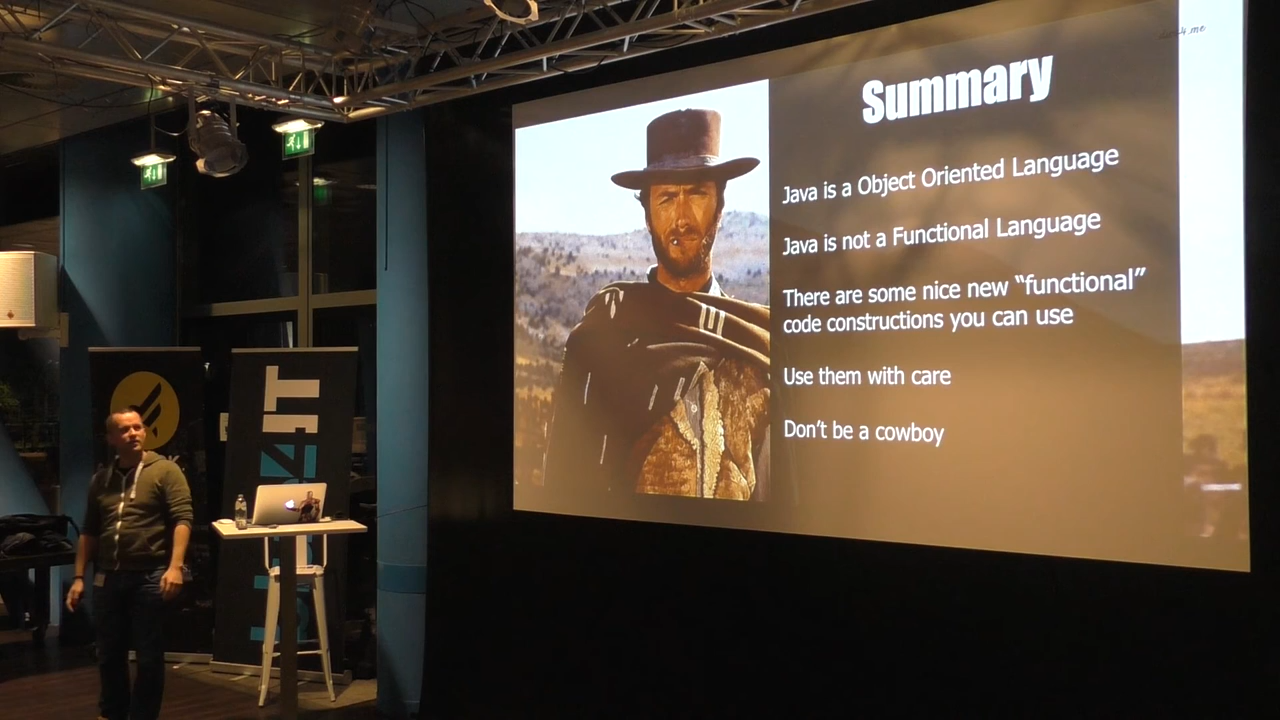 Summary
Java is a Object Oriented Language
Java is not a Functional Language
There are some nice new “functional”
code constructions you can use
Use them with care
Don’t be a cowboy
IT